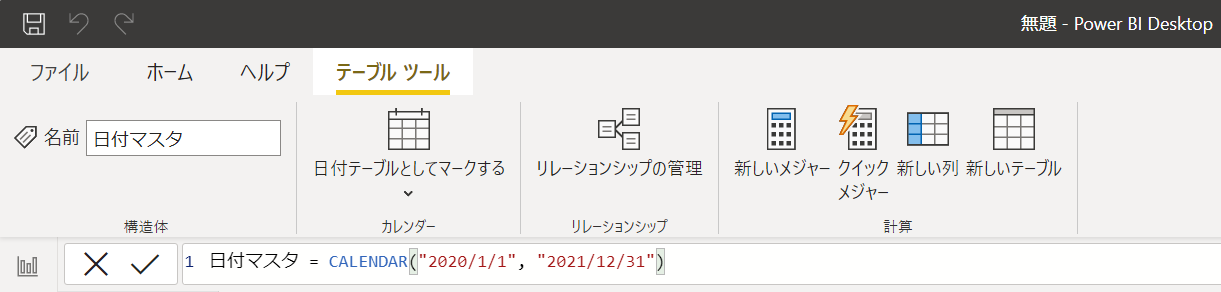 無題 - Power BI Desktop
ファイル ホーム ヘルプ テーブル ツール
名前 日付マスタ
日付テーブルとしてマークする
リレーションシップの管理
新しいメジャー クイック 新しい列 新しいテーブル
メジャー
構造体 カレンダー リレーションシップ 計算
1 日付マスタ = CALENDAR("2020/1/1", "2021/12/31")